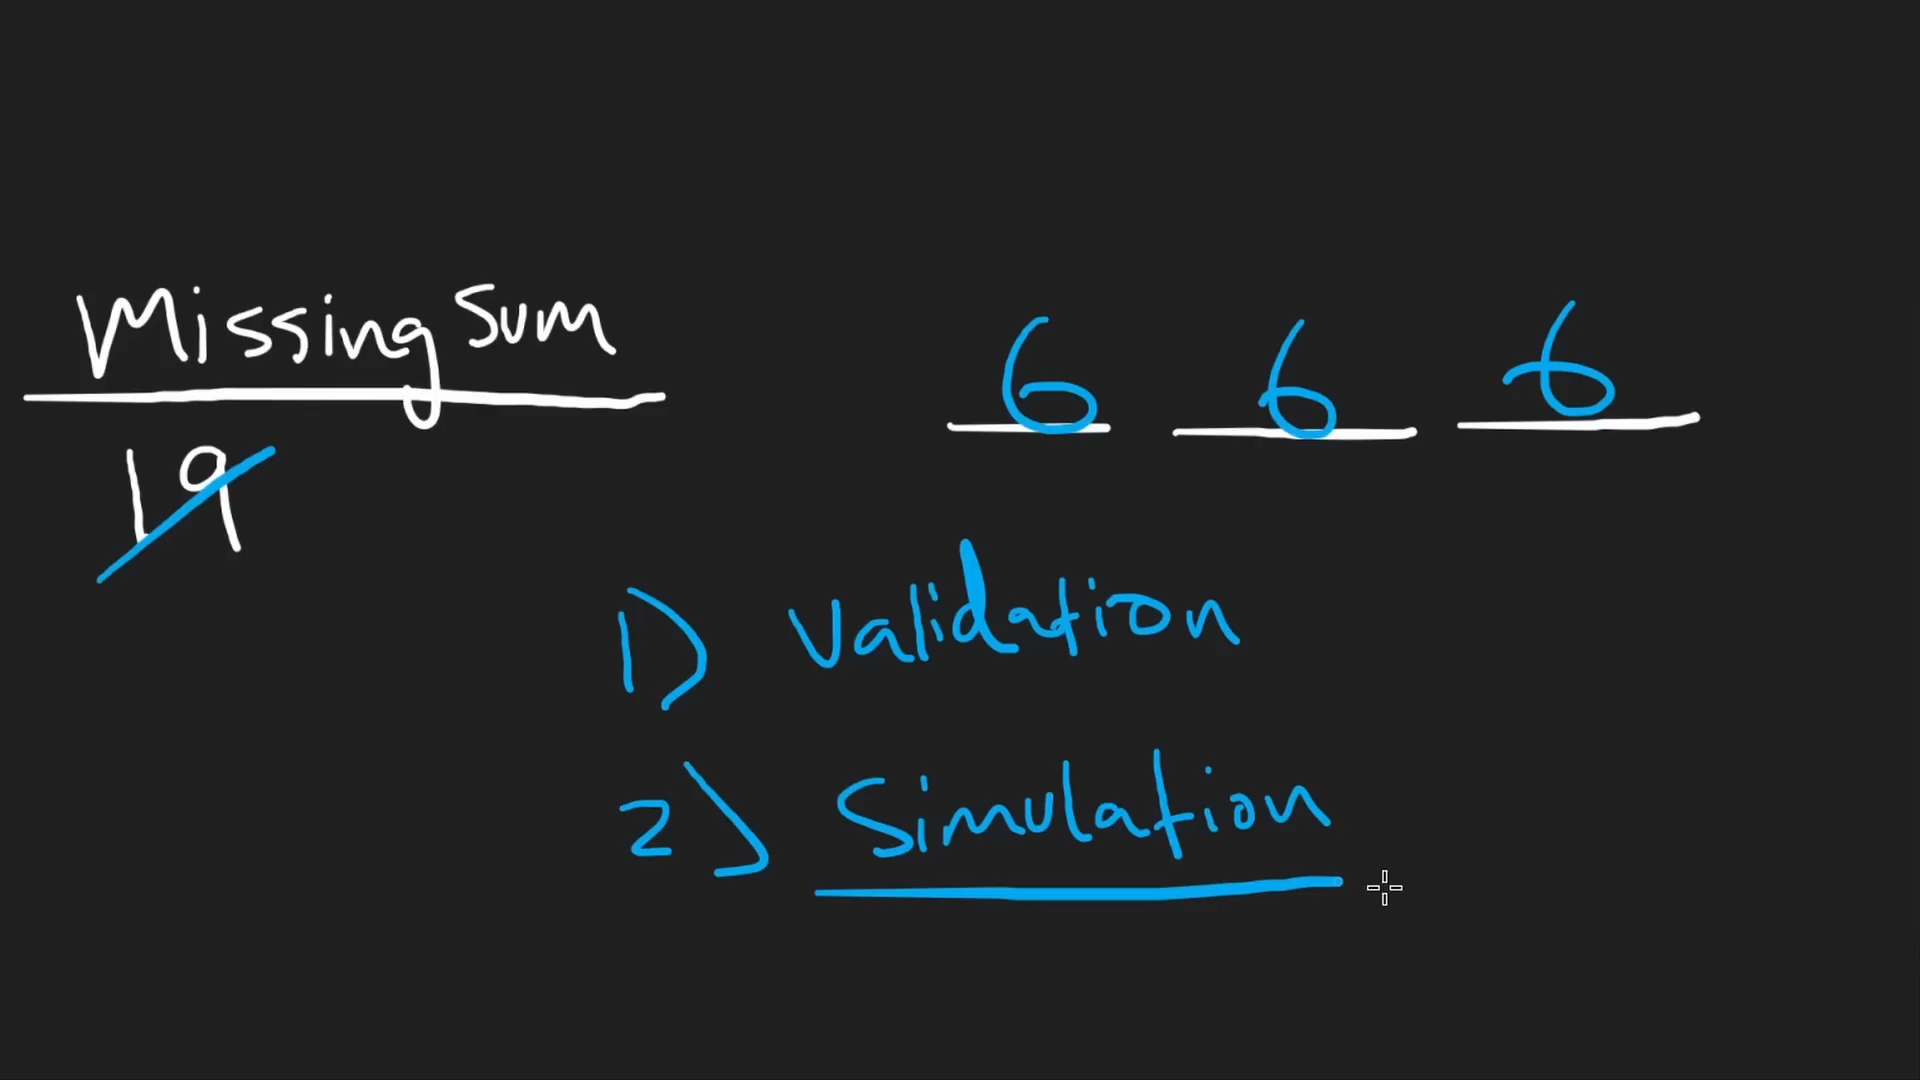 Missing Sum
19
6 6 6
1) Validation
2) Simulation